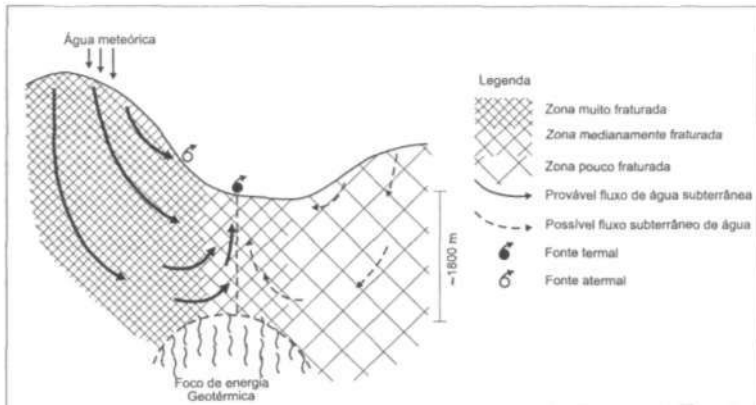 Água meteórica
Legenda
Zona muito fraturada
Zona medianamente fraturada
Zona pouco fraturada
Provável fluxo de água subterrânea
Possível fluxo subterrâneo de água
Fonte termal
Fonte atermal
~1800 m
Foco de energia
Geotérmica